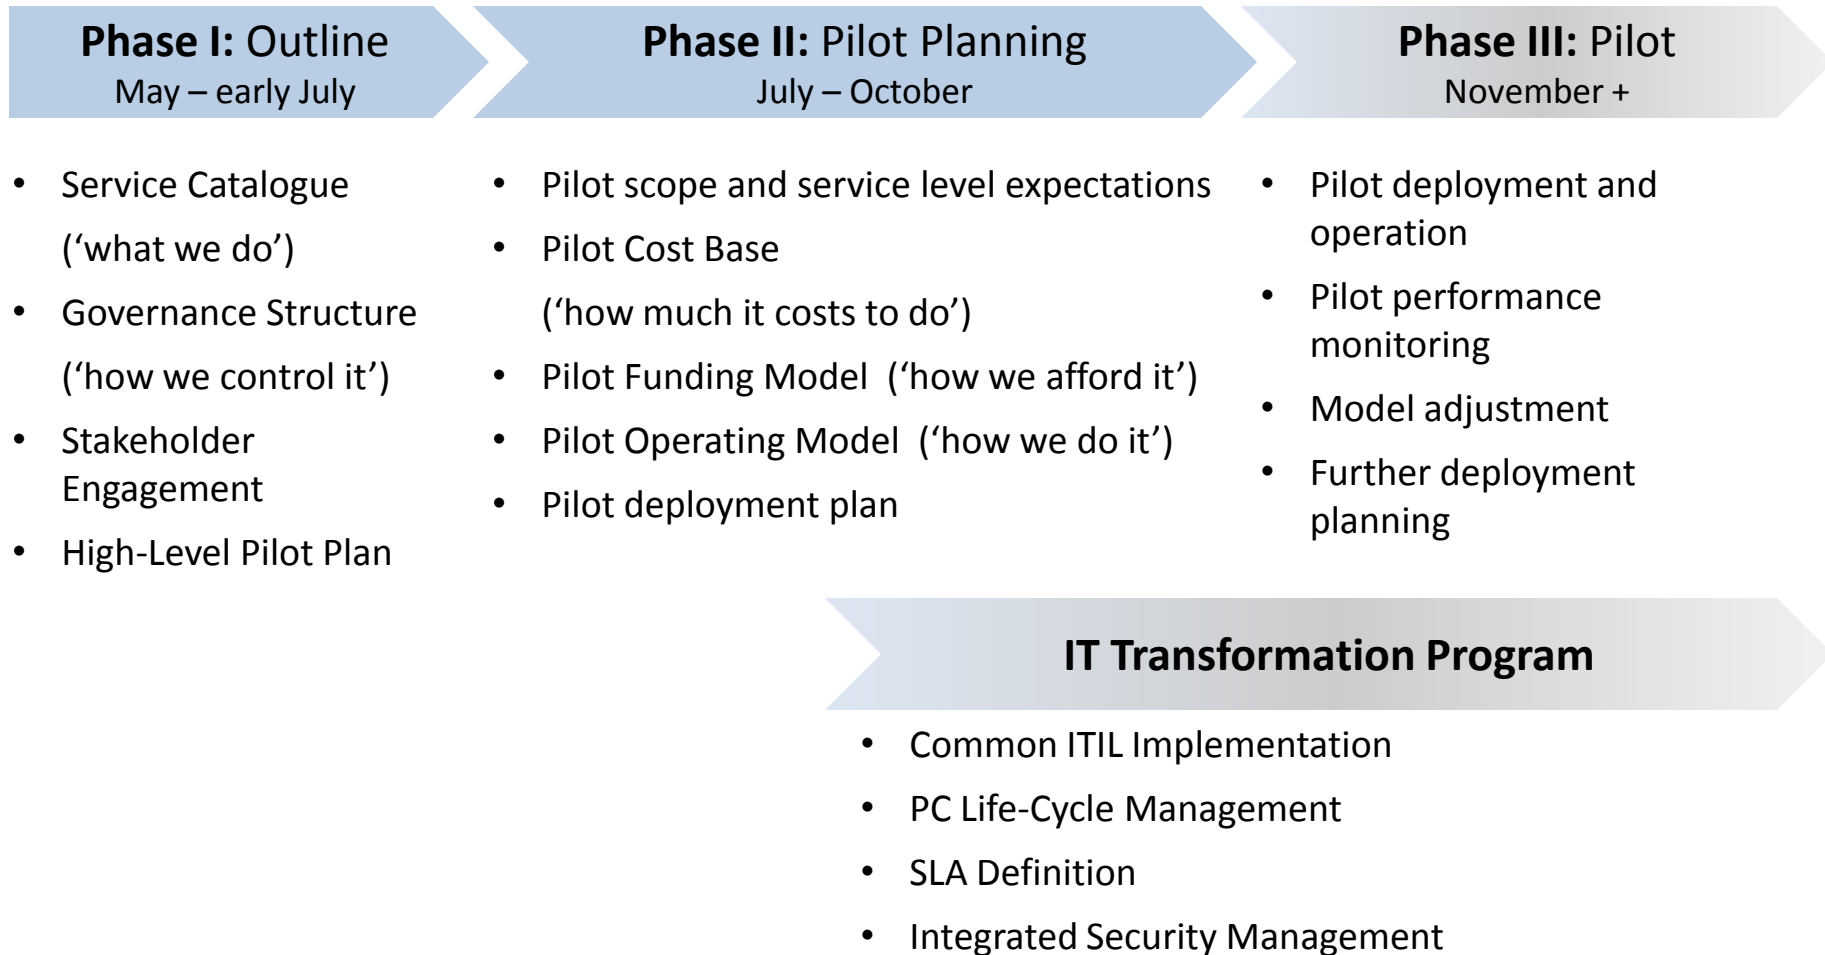 Phase I: Outline
May – early July
Phase II: Pilot Planning
July – October
Phase III: Pilot
November +
• Service Catalogue
(‘what we do’)
• Governance Structure
(‘how we control it’)
• Stakeholder
Engagement
• High-Level Pilot Plan
• Pilot scope and service level expectations
• Pilot Cost Base
(‘how much it costs to do’)
• Pilot Funding Model (‘how we afford it’)
• Pilot Operating Model (‘how we do it’)
• Pilot deployment plan
• Pilot deployment and
operation
• Pilot performance
monitoring
• Model adjustment
• Further deployment
planning
IT Transformation Program
• Common ITIL Implementation
• PC Life-Cycle Management
• SLA Definition
• Integrated Security Management